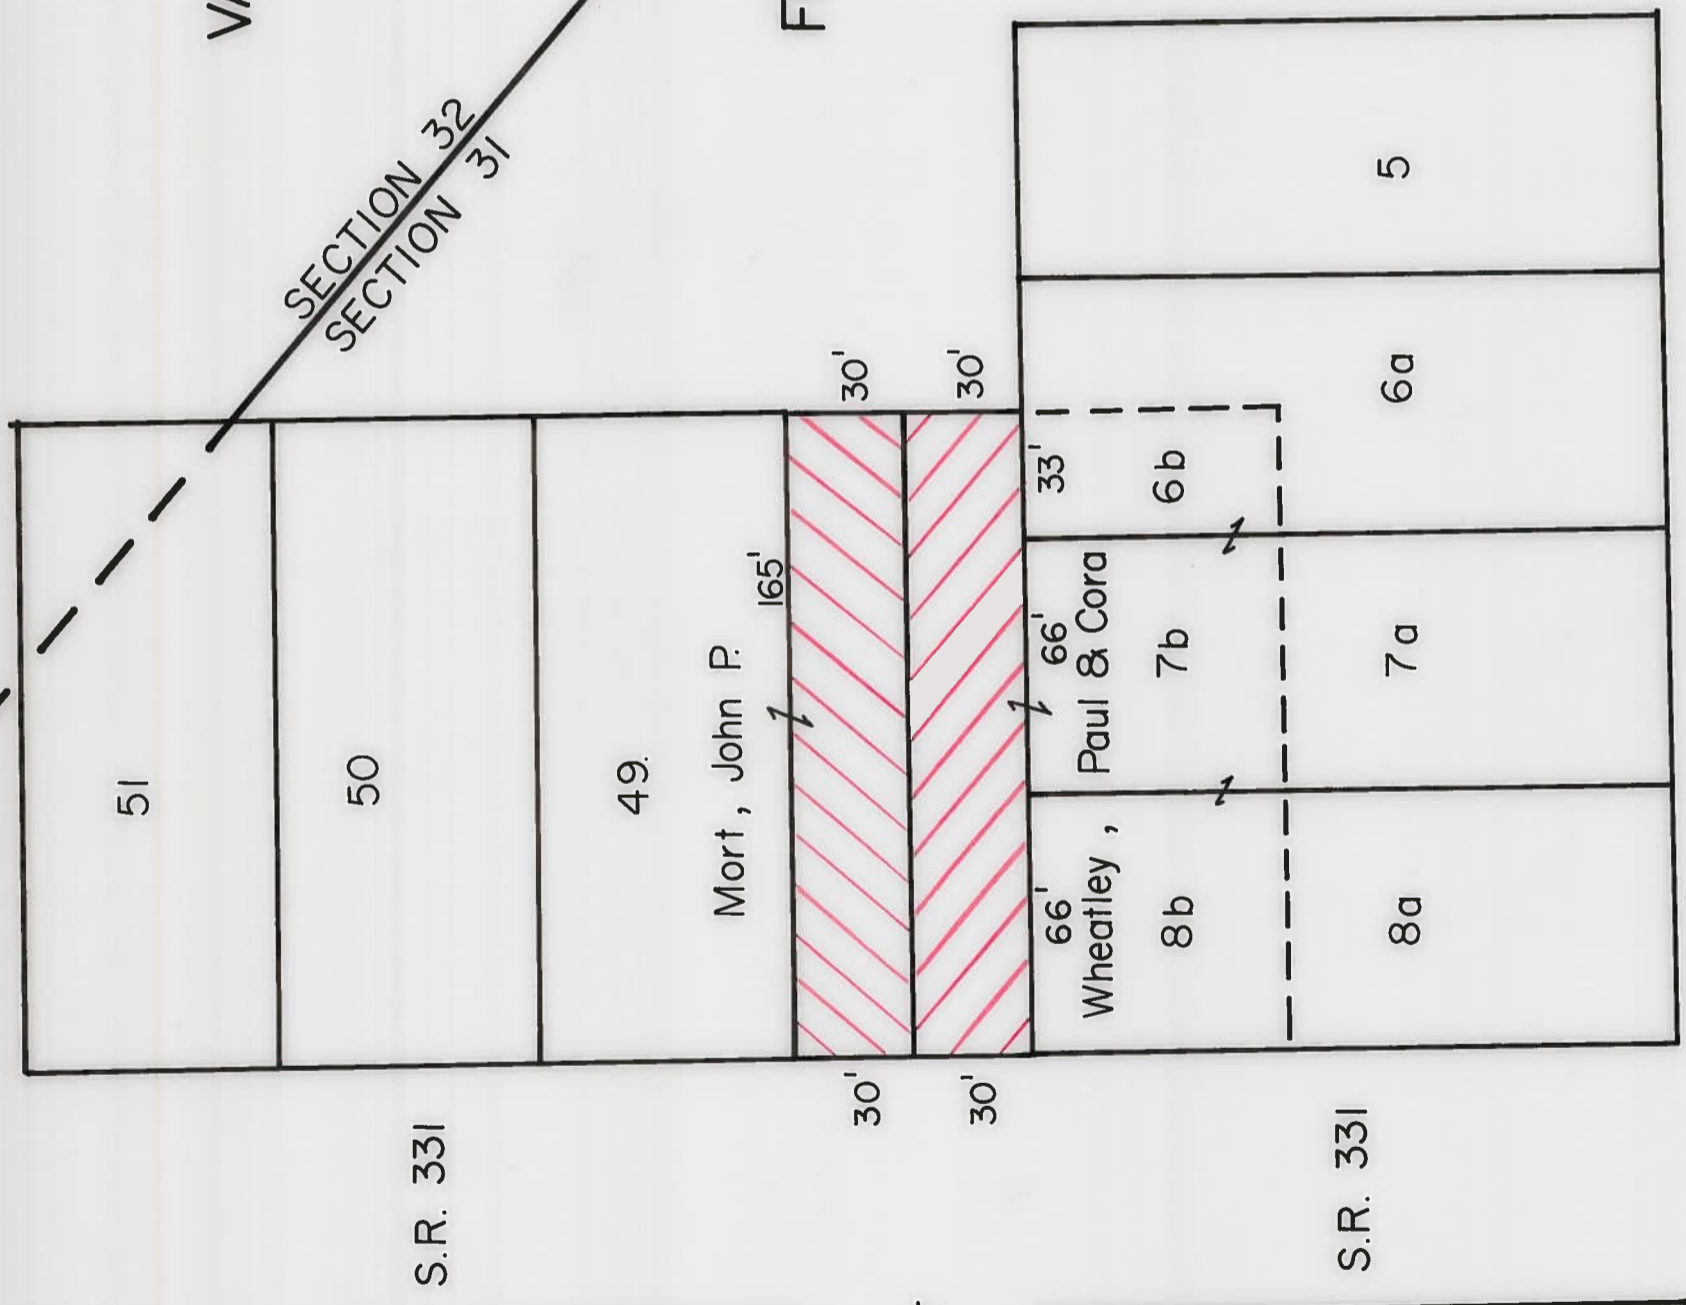 V
SECTION 32
SECTION 31
F
51
50
49.
Mort, John P.
165'
30'
30'
30'
30'
33'
66'
66'
Wheatley, Paul & Cora
6b
7b
8b
5
6a
7a
8a
S.R. 331
S.R. 331